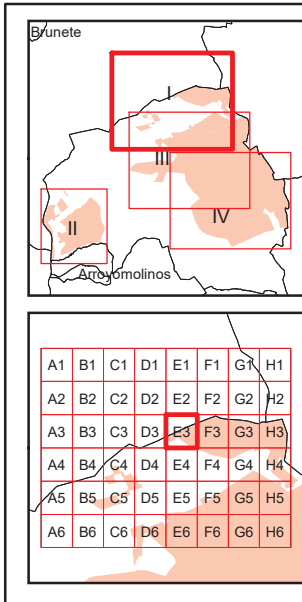 Brunete
I
III
IV
II
Arroyomolinos
A1 B1 C1 D1 E1 F1 G1 H1
A2 B2 C2 D2 E2 F2 G2 H2
A3 B3 C3 D3 E3 F3 G3 H3
A4 B4 C4 D4 E4 F4 G4 H4
A5 B5 C5 D5 E5 F5 G5 H5
A6 B6 C6 D6 E6 F6 G6 H6